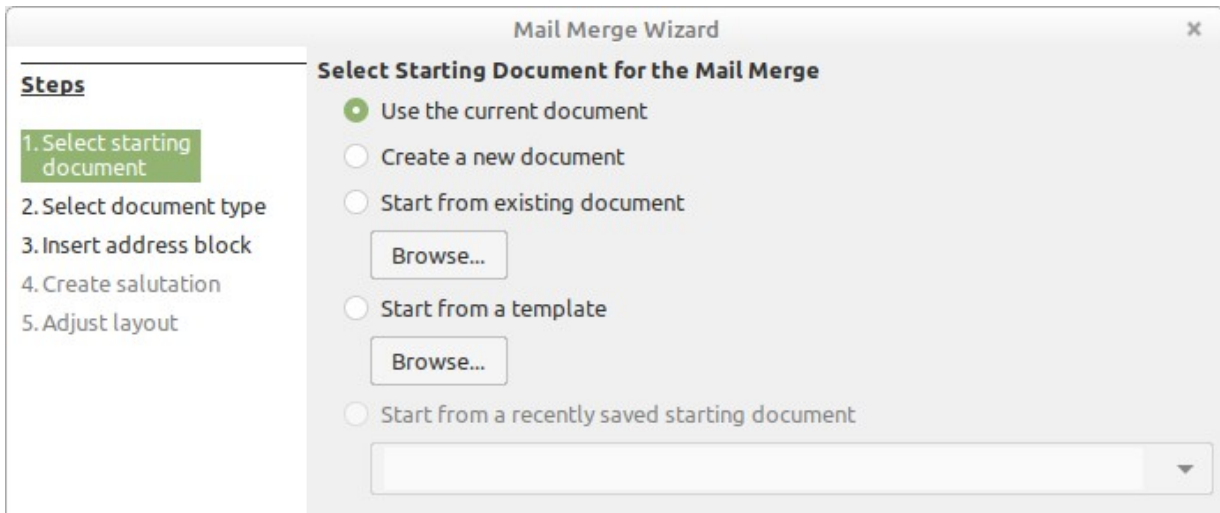 Mail Merge Wizard
Steps
1. Select starting
document
2. Select document type
3. Insert address block
4. Create salutation
5. Adjust layout
Select Starting Document for the Mail Merge
Use the current document
Create a new document
Start from existing document
Browse...
Start from a template
Browse...
Start from a recently saved starting document